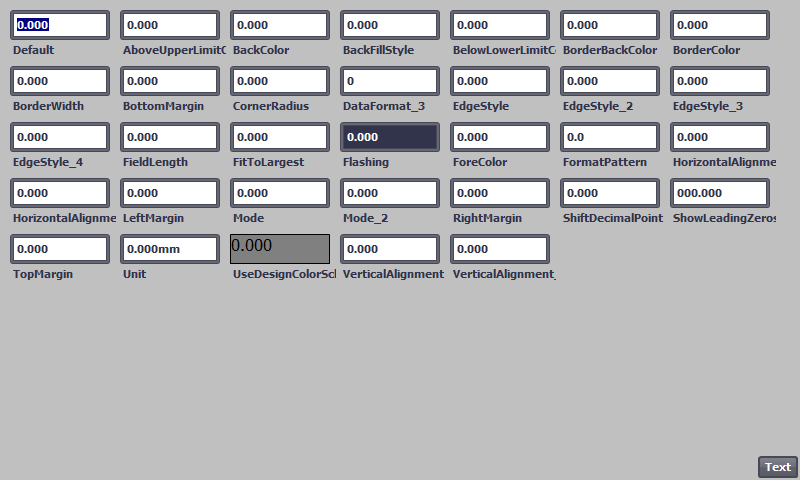 0.000 0.000 0.000 0.000 0.000 0.000 0.000
Default AboveUpperLimitC BackColor BackFillStyle BelowLowerLimitCo BorderBackColor BorderColor
0.000 0.000 0.000 0 0.000 0.000 0.000
BorderWidth BottomMargin CornerRadius DataFormat_3 EdgeStyle EdgeStyle_2 EdgeStyle_3
0.000 0.000 0.000 0.000 0.000 0.0 0.000
EdgeStyle_4 FieldLength FitToLargest Flashing ForeColor FormatPattern HorizontalAlignme
0.000 0.000 0.000 0.000 0.000 0.000 000.000
HorizontalAlignme LeftMargin Mode Mode_2 RightMargin ShiftDecimalPoint ShowLeadingZeros
0.000 0.000mm 0.000 0.000 0.000
TopMargin Unit UseDesignColorSch VerticalAlignment VerticalAlignment_
Text